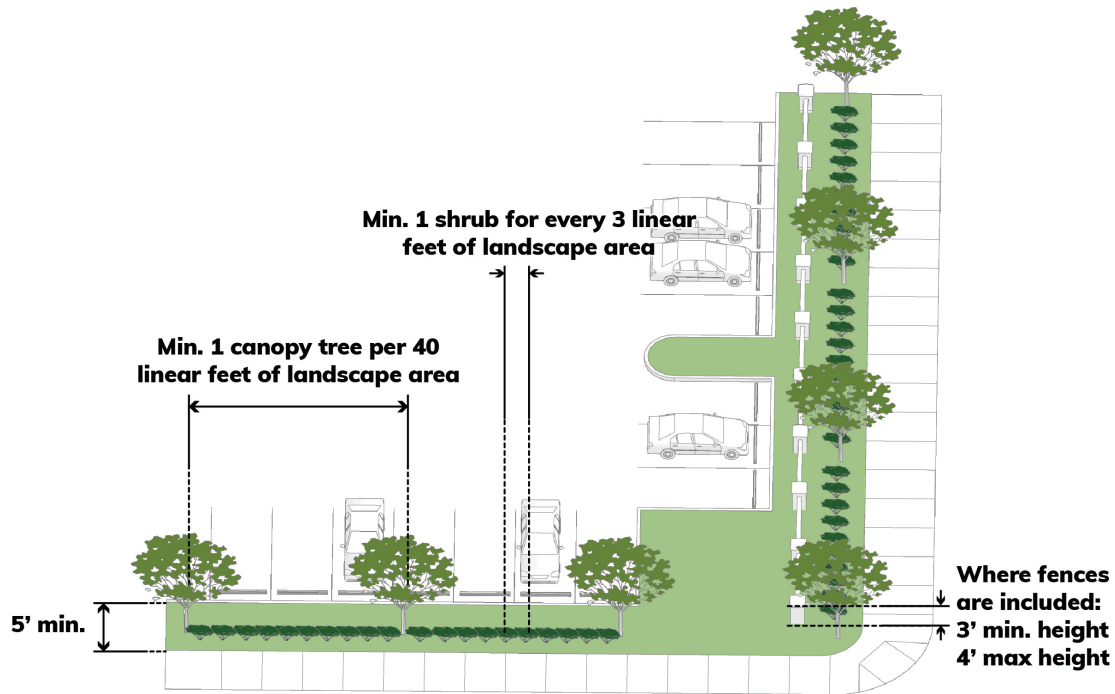 Min. 1 shrub for every 3 linear
feet of landscape area
Min. 1 canopy tree per 40
linear feet of landscape area
5’ min.
Where fences
are included:
3’ min. height
4’ max height